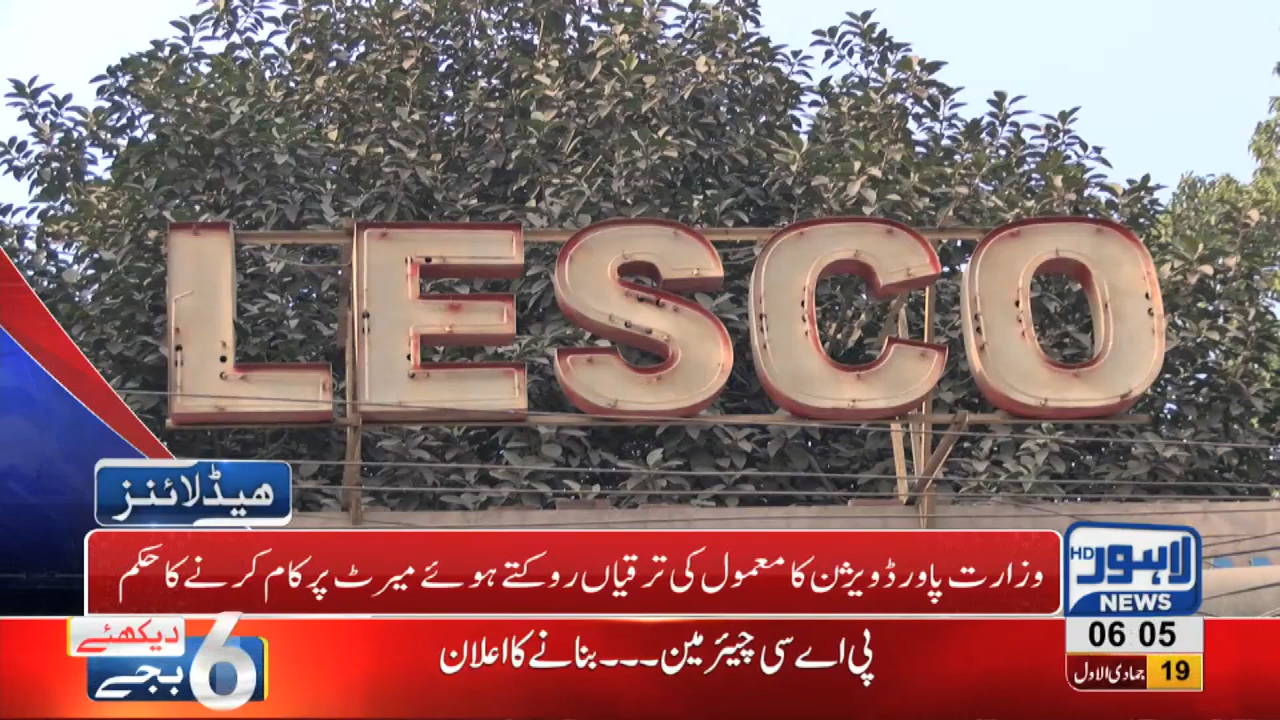 LESCO
ھیڈلائنز
وزارت پاور ڈویژن کا معمول کی ترقیاں روکتے ہوئے میرٹ پر کام کرنے کا حکم
HD
لاہور
NEWS
06 05
19 جمادی الاول
دیکھئے
6 بجے
پی اے سی چیئرمین۔۔۔ بنانے کا اعلان